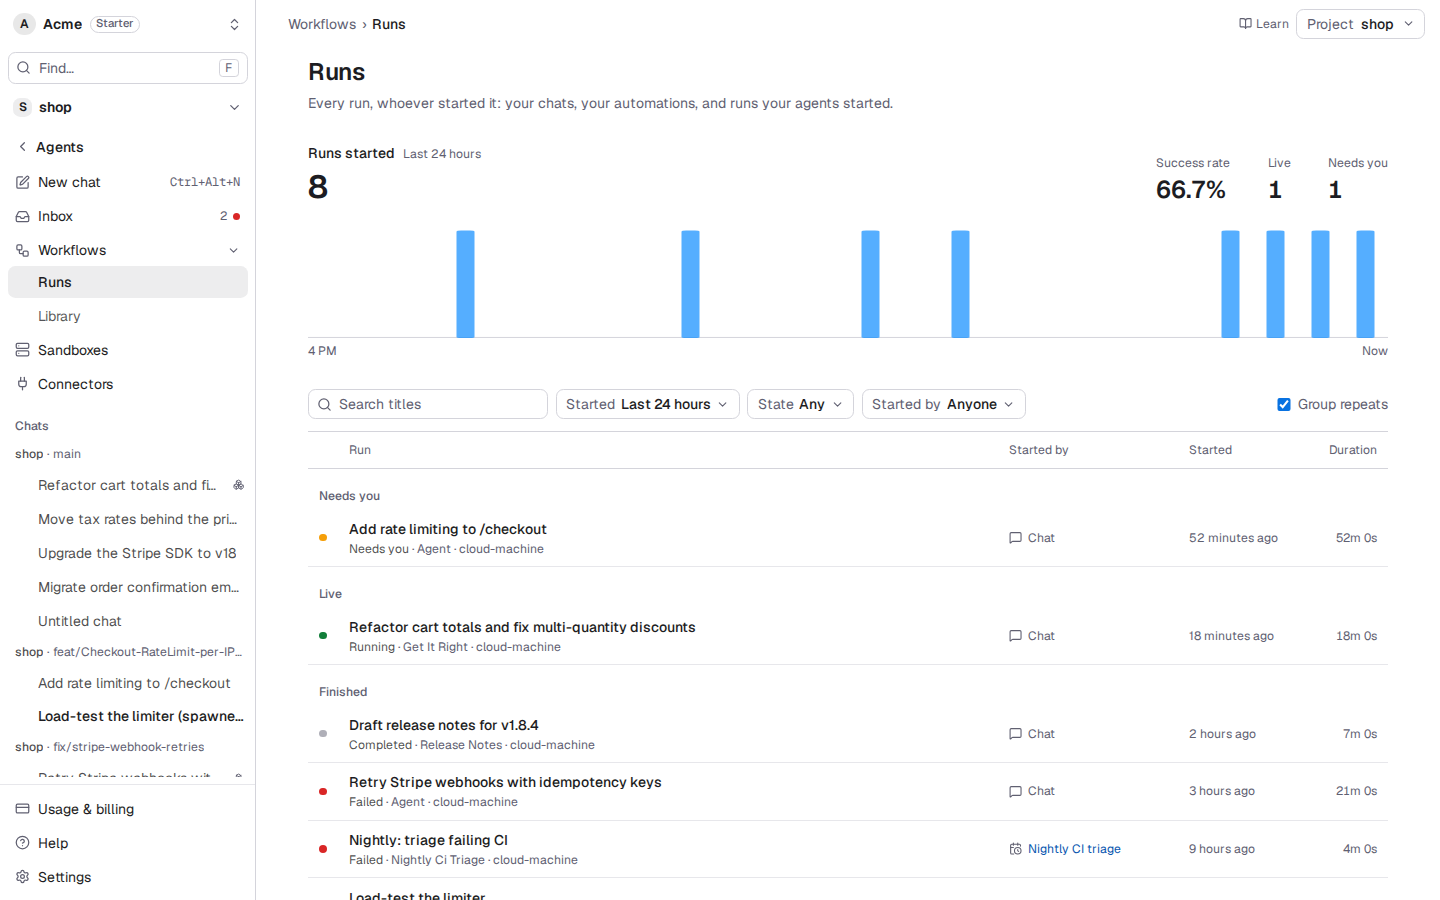 A Acme Starter
Find... F
S shop
Agents
New chat Ctrl+Alt+N
Inbox 2
Workflows
Runs
Library
Sandboxes
Connectors
Chats
shop · main
Refactor cart totals and fi...
Move tax rates behind the pri...
Upgrade the Stripe SDK to v18
Migrate order confirmation em...
Untitled chat
shop · feat/Checkout-RateLimit-per-IP...
Add rate limiting to /checkout
Load-test the limiter (spawne...
shop · fix/stripe-webhook-retries
Retry Stripe webhooks wit...
Usage & billing
Help
Settings
Workflows › Runs
Learn
Project shop
Runs
Every run, whoever started it: your chats, your automations, and runs your agents started.
Runs started Last 24 hours
8
Success rate Live Needs you
66.7% 1 1
4 PM Now
Search titles
Started Last 24 hours
State Any
Started by Anyone
Group repeats
Run Started by Started Duration
Needs you
Add rate limiting to /checkout
Needs you · Agent · cloud-machine
Chat 52 minutes ago 52m 0s
Live
Refactor cart totals and fix multi-quantity discounts
Running · Get It Right · cloud-machine
Chat 18 minutes ago 18m 0s
Finished
Draft release notes for v1.8.4
Completed · Release Notes · cloud-machine
Chat 2 hours ago 7m 0s
Retry Stripe webhooks with idempotency keys
Failed · Agent · cloud-machine
Chat 3 hours ago 21m 0s
Nightly: triage failing CI
Failed · Nightly Ci Triage · cloud-machine
Nightly CI triage 9 hours ago 4m 0s
Load-test the limiter